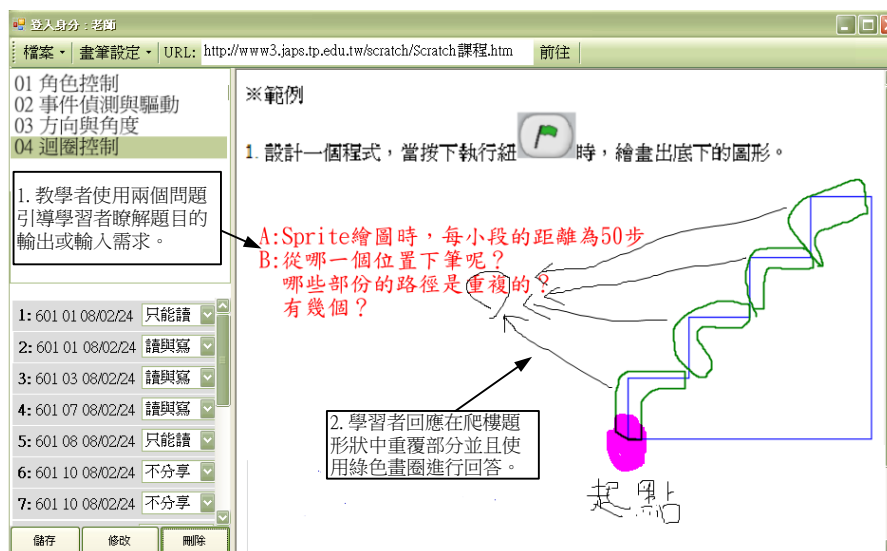 登入身分：老師
檔案 畫筆設定 URL: http://www3.japs.tp.edu.tw/scratch/Scratch課程.htm 前往
01 角色控制
02 事件偵測與驅動
03 方向與角度
04 迴圈控制
1. 教學者使用兩個問題
引導學習者瞭解題目的
輸出或輸入需求。
1: 601 01 08/02/24 只能讀
2: 601 01 08/02/24 讀與寫
3: 601 03 08/02/24 讀與寫
4: 601 07 08/02/24 讀與寫
5: 601 08 08/02/24 只能讀
6: 601 10 08/02/24 不分享
7: 601 10 08/02/24 不分享
儲存 修改 刪除
※範例
1. 設計一個程式，當按下執行紐時，繪畫出底下的圖形。
A:Sprite繪圖時，每小段的距離為50步
B:從哪一個位置下筆呢？
哪些部份的路徑是重複的？
有幾個？
2. 學習者回應在爬樓題
形狀中重覆部分並且使
用綠色畫圈進行回答。
起點